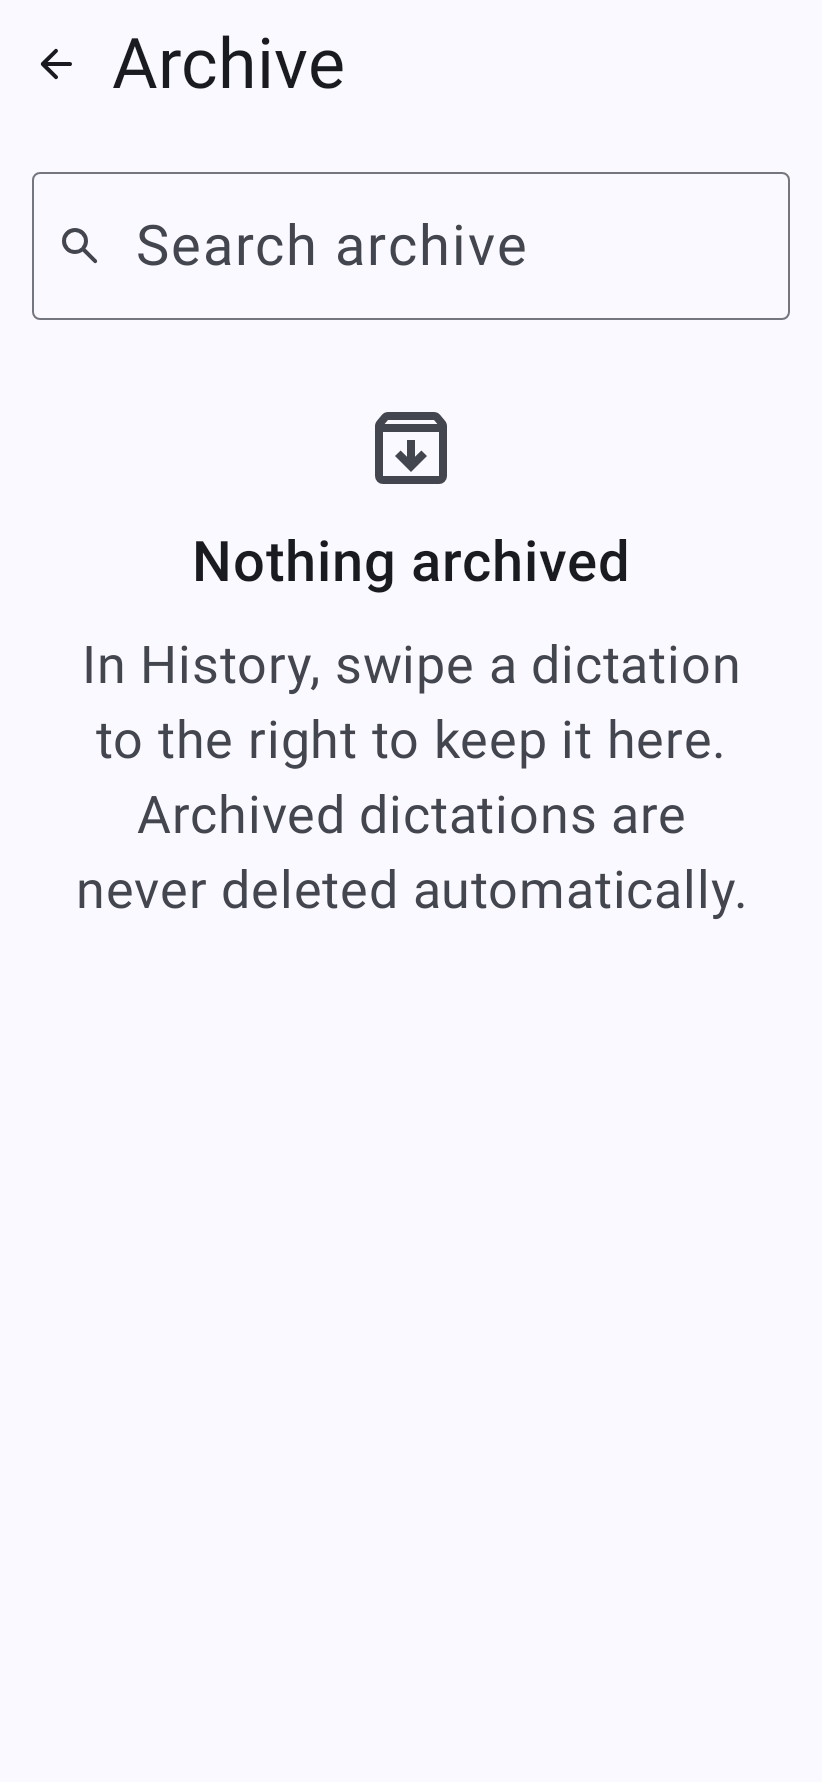 Archive
Search archive
Nothing archived
In History, swipe a dictation
to the right to keep it here.
Archived dictations are
never deleted automatically.